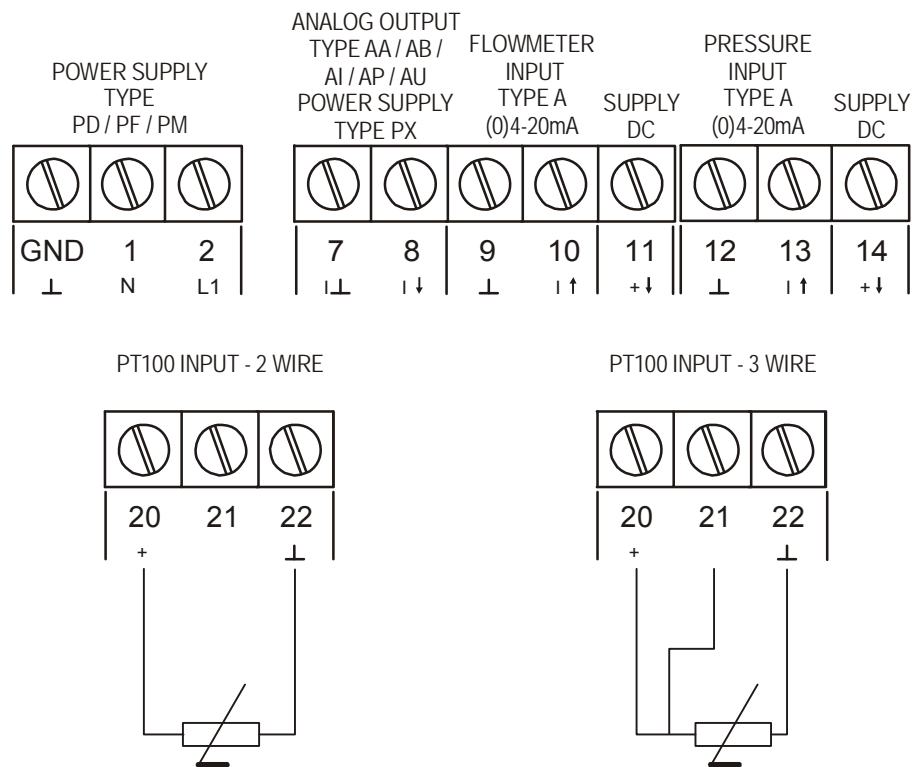 POWER SUPPLY
TYPE
PD / PF / PM
ANALOG OUTPUT
TYPE AA / AB /
AI / AP / AU
POWER SUPPLY
TYPE PX
FLOWMETER
INPUT
TYPE A
(0)4-20mA
SUPPLY
DC
PRESSURE
INPUT
TYPE A
(0)4-20mA
SUPPLY
DC
GND 1 2 7 8 9 10 11 12 13 14
N L1 I I I + I +
PT100 INPUT - 2 WIRE
20 21 22
+
PT100 INPUT - 3 WIRE
20 21 22
+